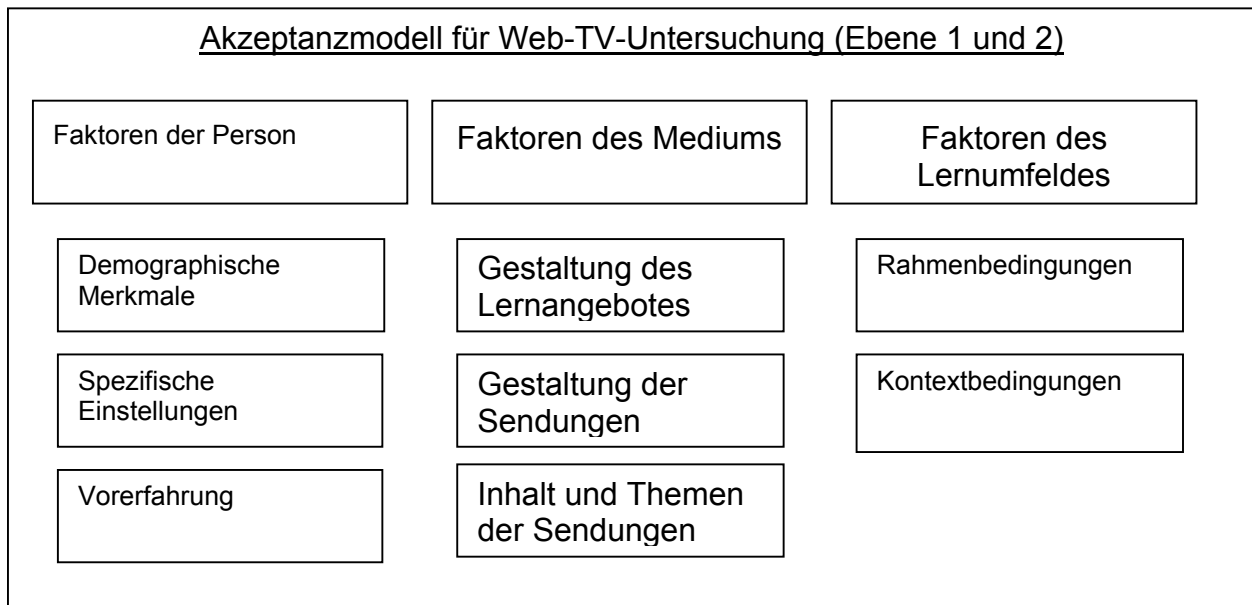 Akzeptanzmodell für Web-TV-Untersuchung (Ebene 1 und 2)
Faktoren der Person
Faktoren des Mediums
Faktoren des
Lernumfeldes
Demographische
Merkmale
Gestaltung des
Lernangebotes
Rahmenbedingungen
Spezifische
Einstellungen
Gestaltung der
Sendungen
Kontextbedingungen
Vorerfahrung
Inhalt und Themen
der Sendungen